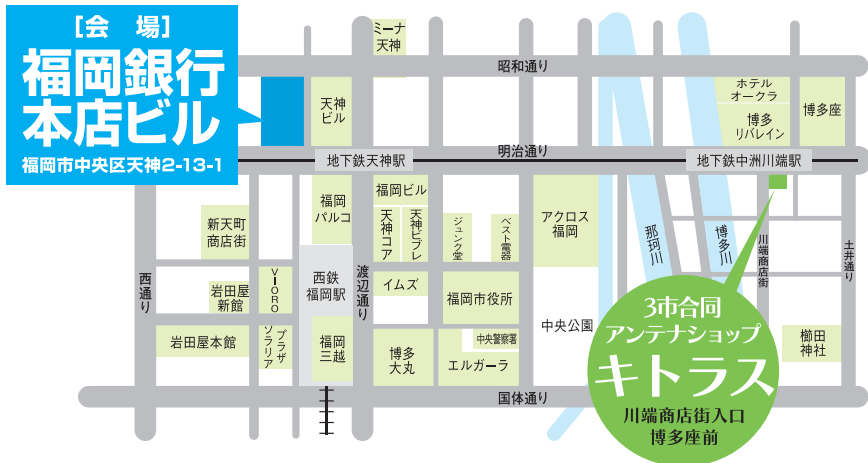 [会 場]
福岡銀行
本店ビル
福岡市中央区天神2-13-1
ミーナ
天神
昭和通り
天神
ビル
ホテル
オークラ
博多
リバレイン
博多座
明治通り
地下鉄天神駅
地下鉄中洲川端駅
福岡
パルコ
福岡ビル
天神コア
天神ビブレ
ジュンク堂
ベスト電器
アクロス
福岡
新天町
商店街
那珂川
博多川
川端商店街
土井通り
西通り
岩田屋
新館
VIORO
西鉄
福岡駅
渡辺通り
イムズ
福岡市役所
岩田屋本館
ソラリア
プラザ
福岡
三越
博多
大丸
中央警察署
エルガーラ
中央公園
櫛田
神社
国体通り
3市合同
アンテナショップ
キトラス
川端商店街入口
博多座前